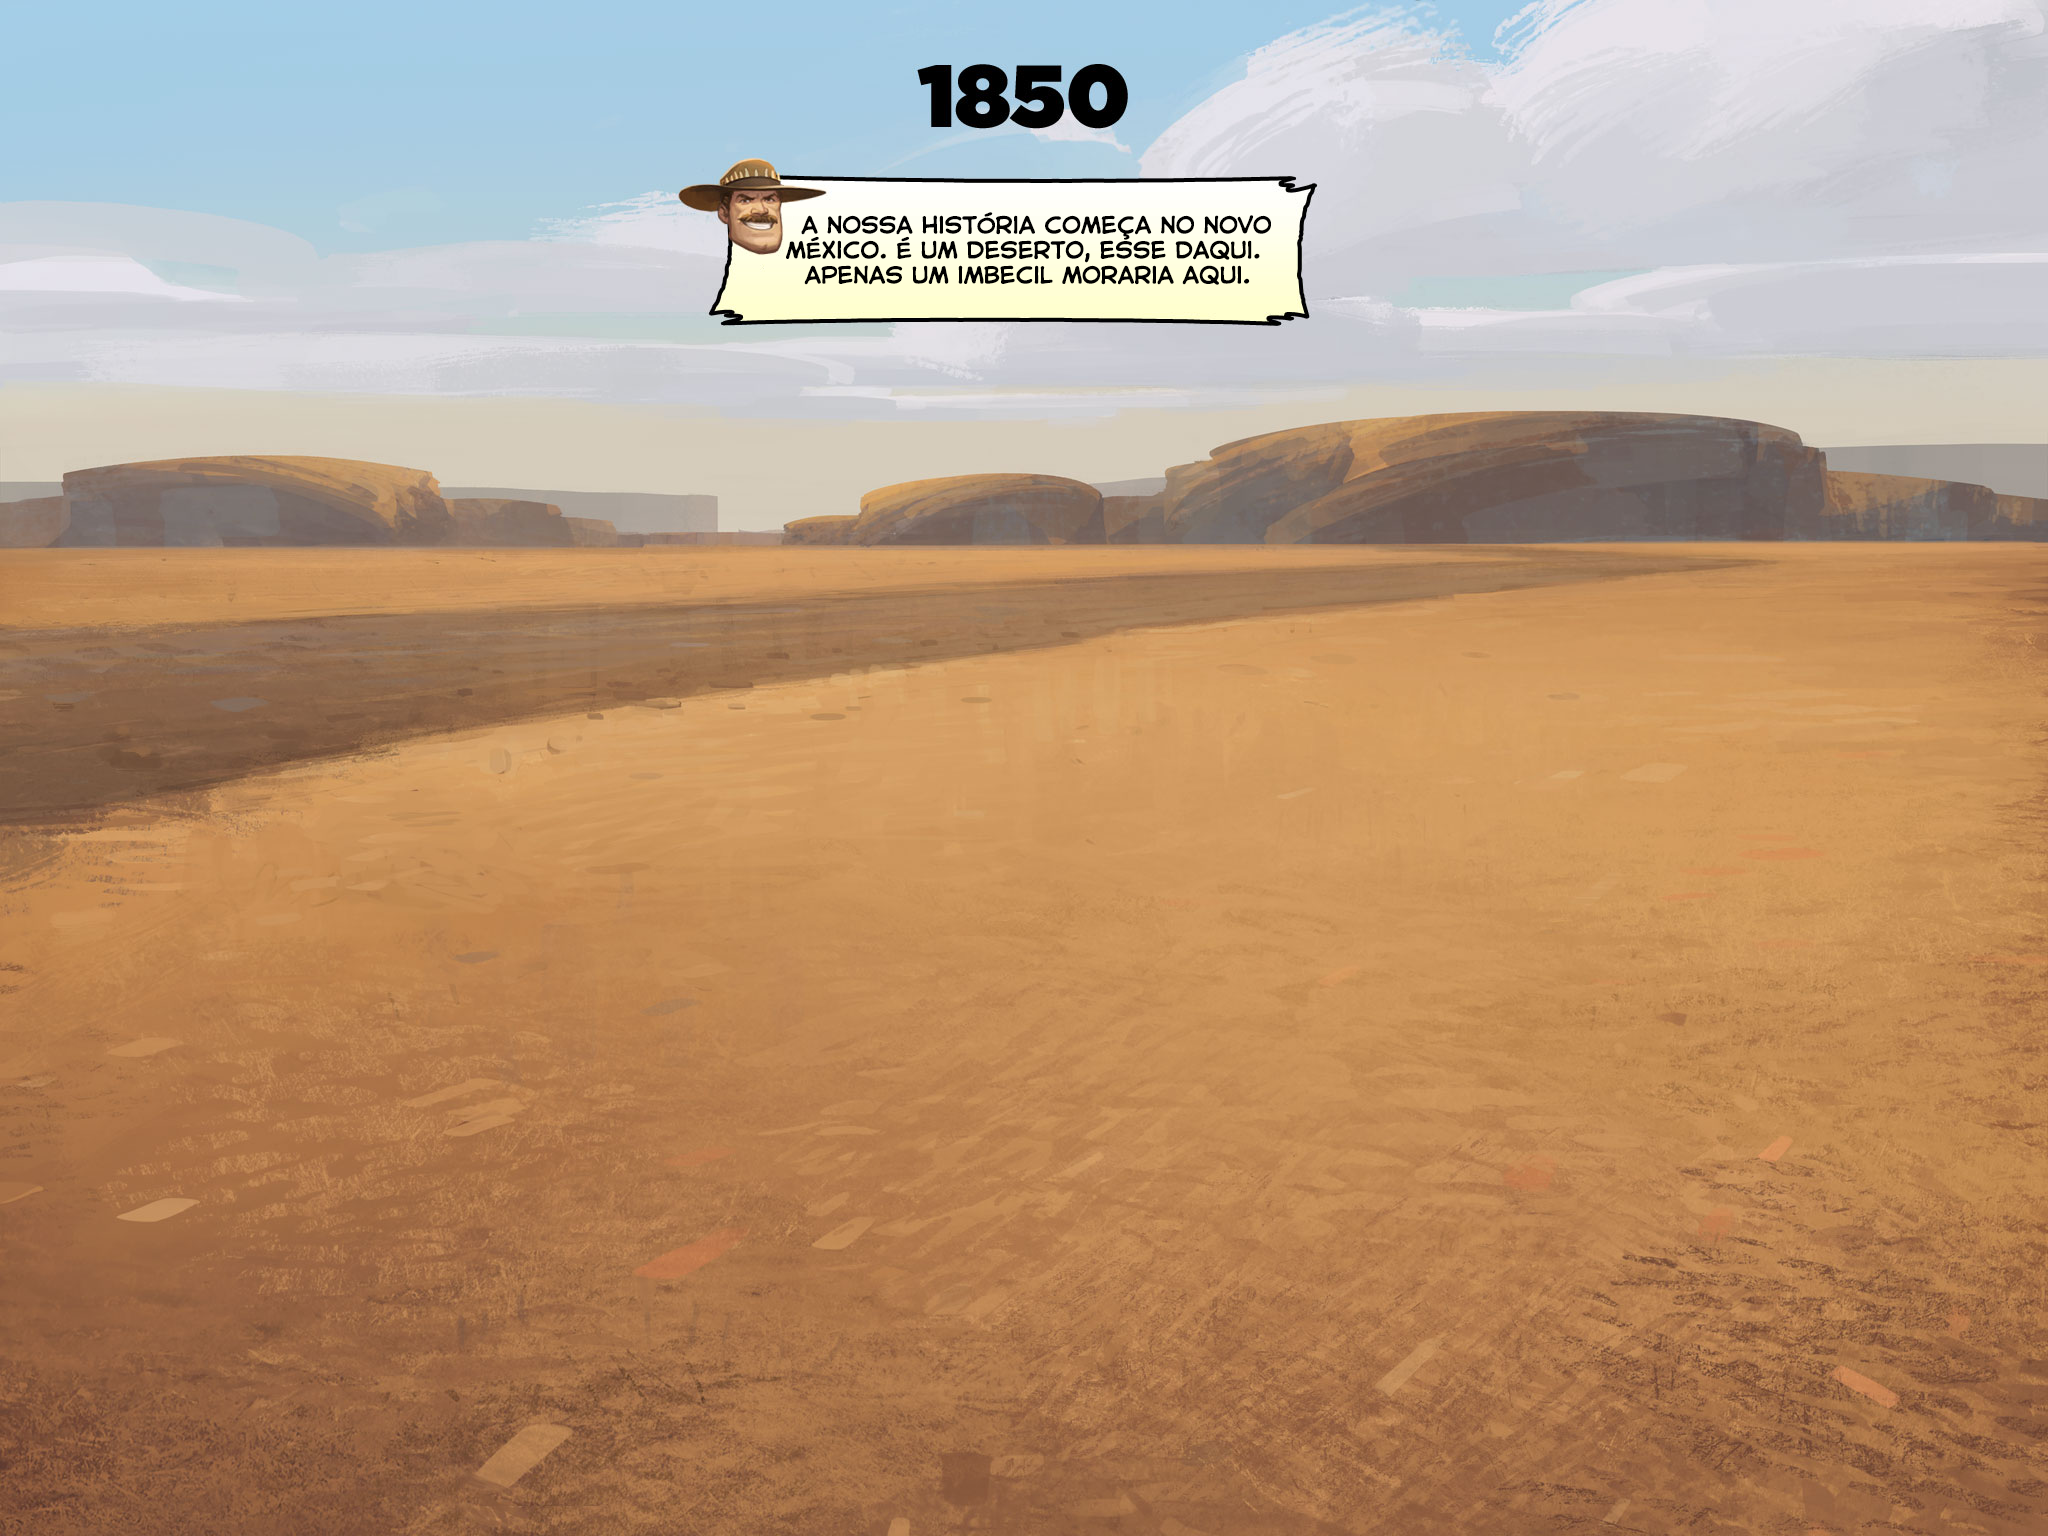 1850
A NOSSA HISTÓRIA COMEÇA NO NOVO
MÉXICO. É UM DESERTO, ESSE DAQUI.
APENAS UM IMBECIL MORARIA AQUI.